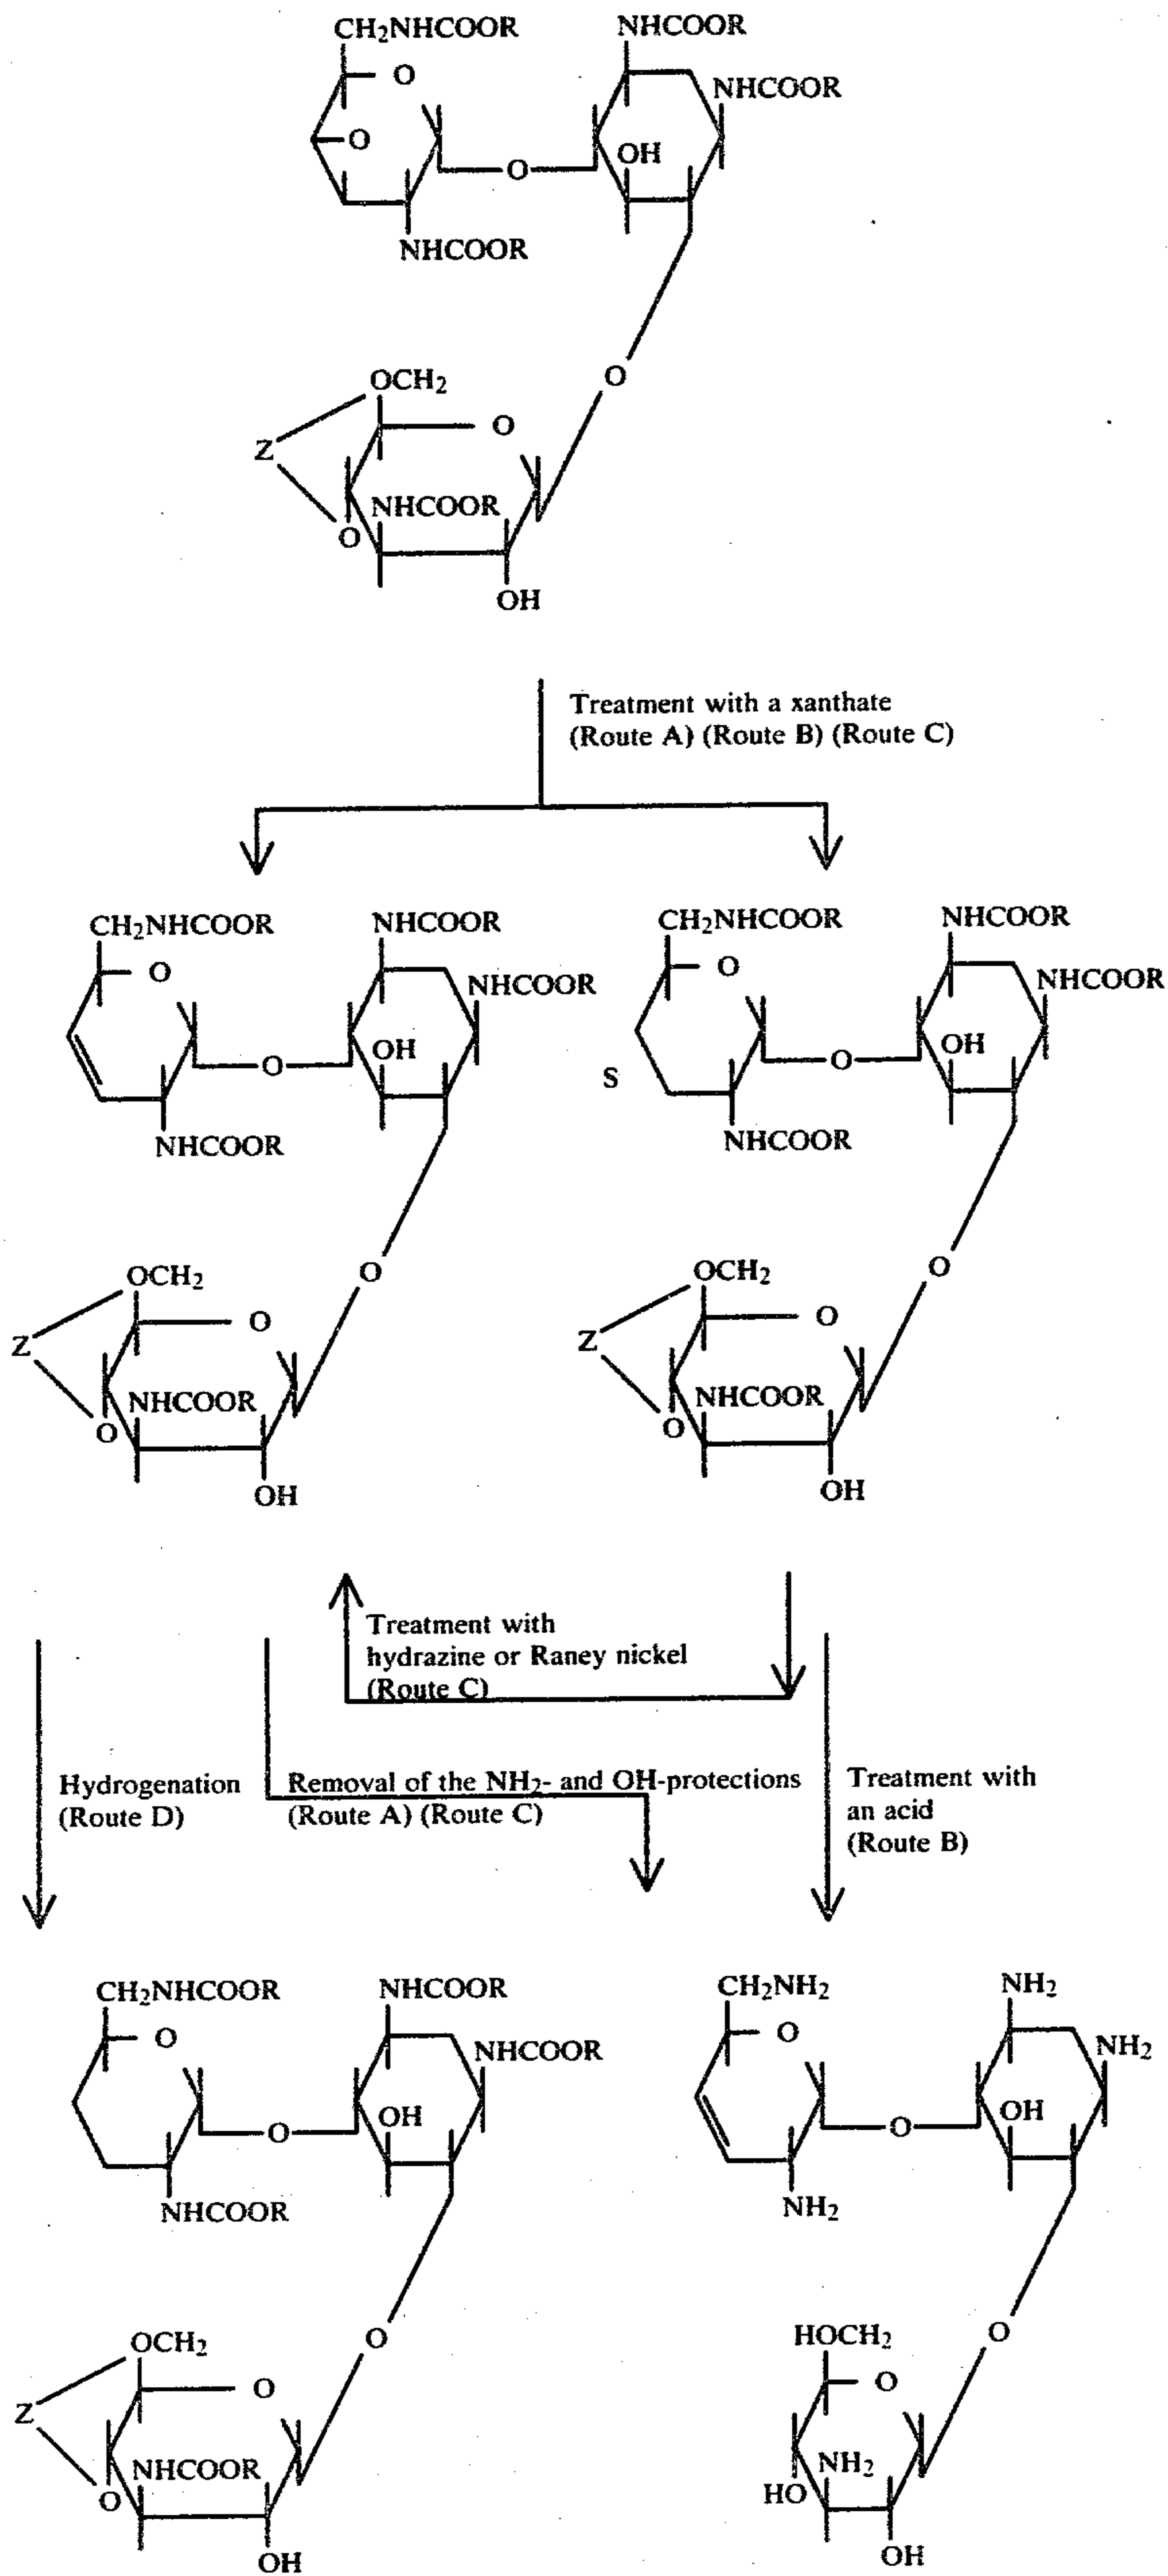 CH2NHCOOR
NHCOOR
O
NHCOOR
O
OH
O
NHCOOR
O
OCH2
O
Z
NHCOOR
O
OH
Treatment with a xanthate
(Route A) (Route B) (Route C)
CH2NHCOOR
NHCOOR
CH2NHCOOR
NHCOOR
O
NHCOOR
O
NHCOOR
OH
O
OH
O
S
NHCOOR
NHCOOR
O
O
OCH2
OCH2
O
O
Z
Z
NHCOOR
NHCOOR
O
O
OH
OH
Treatment with
hydrazine or Raney nickel
(Route C)
Hydrogenation
(Route D)
Removal of the NH2- and OH-protections
(Route A) (Route C)
Treatment with
an acid
(Route B)
CH2NHCOOR
NHCOOR
CH2NH2
NH2
O
NHCOOR
O
NH2
OH
O
OH
O
NHCOOR
NH2
O
O
OCH2
HOCH2
O
O
Z
NHCOOR
NH2
O
HO
OH
OH